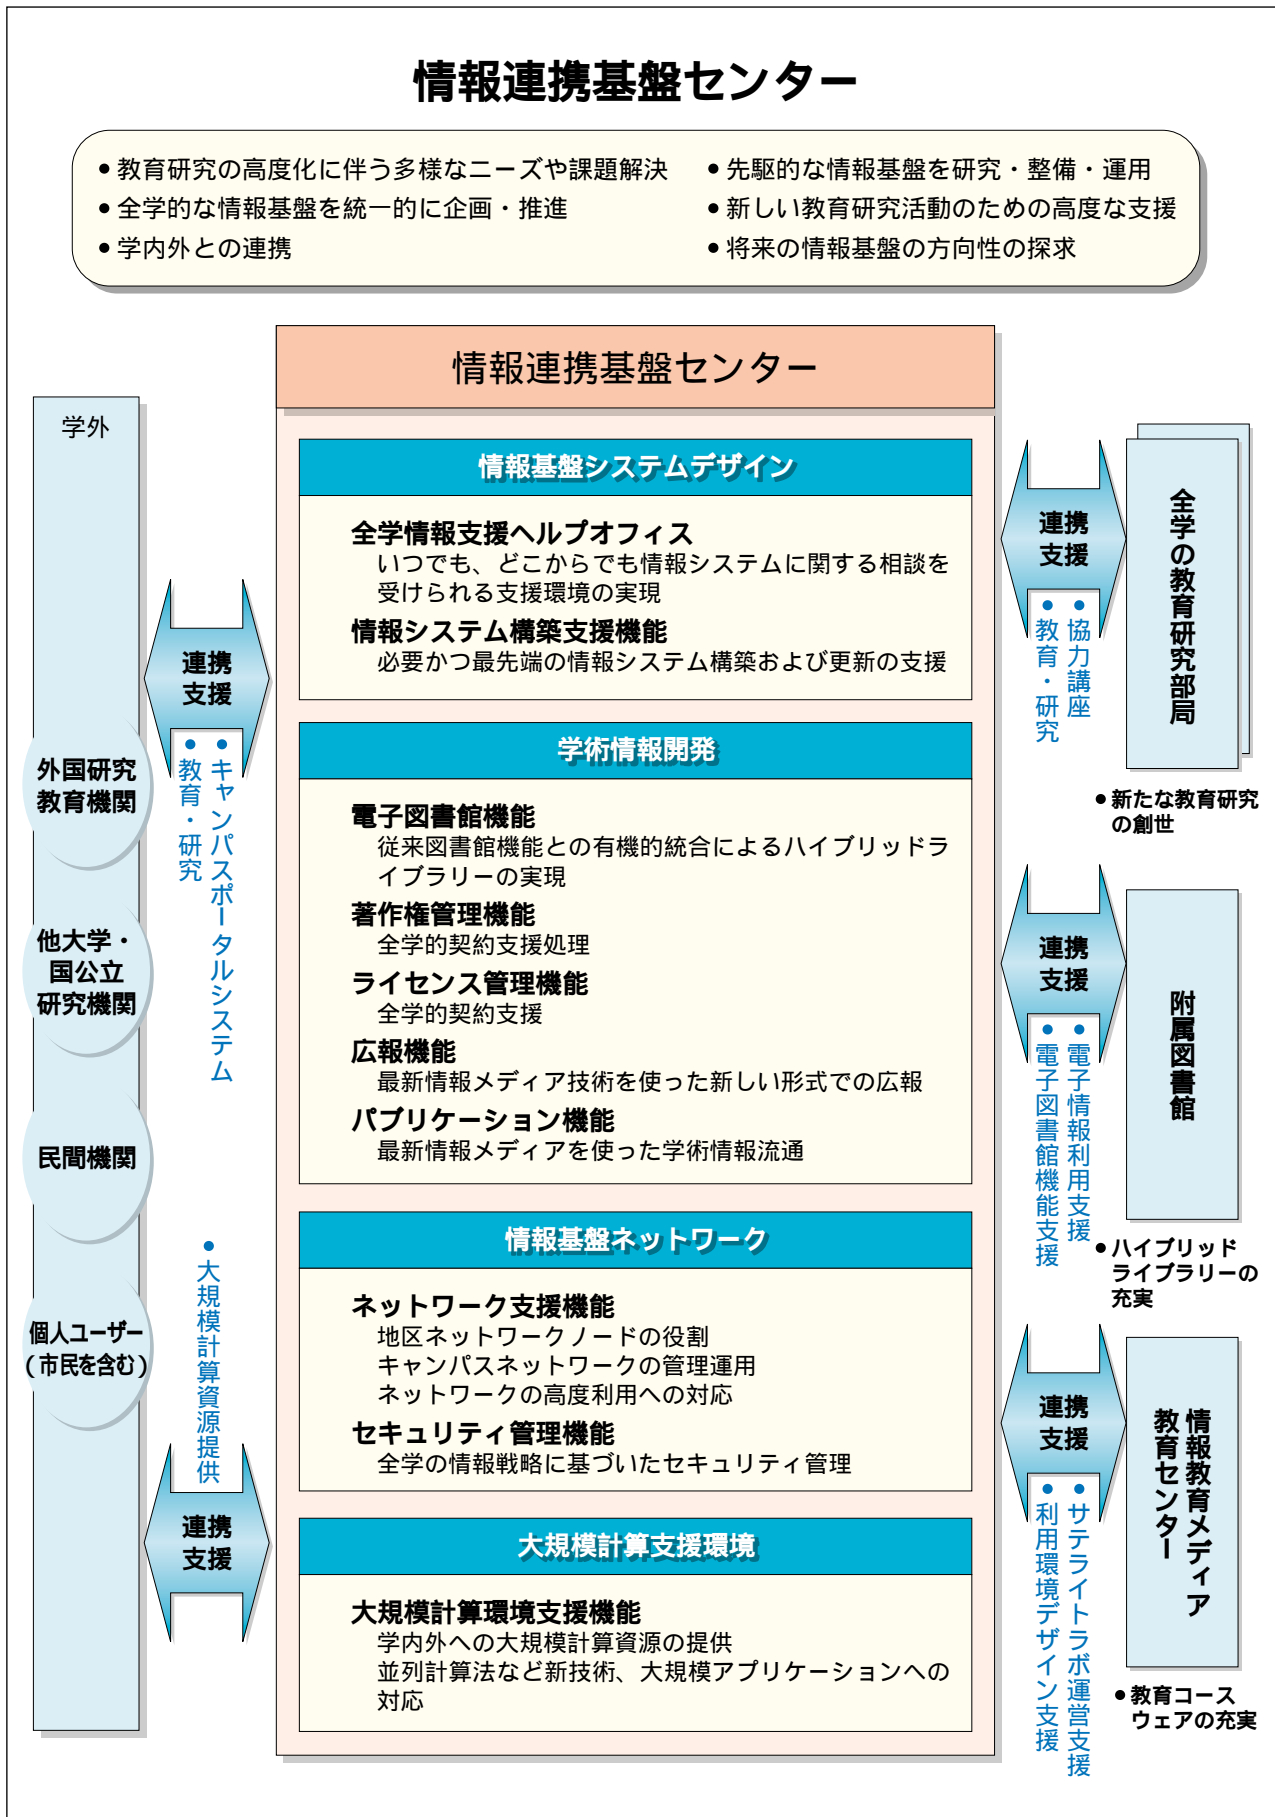 情報連携基盤センター
●教育研究の高度化に伴う多様なニーズや課題解決
●全学的な情報基盤を統一的に企画・推進
●学内外との連携
●先駆的な情報基盤を研究・整備・運用
●新しい教育研究活動のための高度な支援
●将来の情報基盤の方向性の探求
学外
外国研究
教育機関
他大学・
国公立
研究機関
民間機関
個人ユーザー
（市民を含む）
連携
支援
●キャンパスポータルシステム
●教育・研究
●大規模計算資源提供
連携
支援
情報連携基盤センター
情報基盤システムデザイン
全学情報支援ヘルプオフィス
いつでも、どこからでも情報システムに関する相談を
受けられる支援環境の実現
情報システム構築支援機能
必要かつ最先端の情報システム構築および更新の支援
学術情報開発
電子図書館機能
従来図書館機能との有機的統合によるハイブリッドラ
イブラリーの実現
著作権管理機能
全学的契約支援処理
ライセンス管理機能
全学的契約支援
広報機能
最新情報メディア技術を使った新しい形式での広報
パブリケーション機能
最新情報メディアを使った学術情報流通
情報基盤ネットワーク
ネットワーク支援機能
地区ネットワークノードの役割
キャンパスネットワークの管理運用
ネットワークの高度利用への対応
セキュリティ管理機能
全学の情報戦略に基づいたセキュリティ管理
大規模計算支援環境
大規模計算環境支援機能
学内外への大規模計算資源の提供
並列計算法など新技術、大規模アプリケーションへの
対応
連携
支援
●協力講座
●教育・研究
全学の教育研究部局
●新たな教育研究
の創世
連携
支援
●電子情報利用支援
●電子図書館機能支援
附属図書館
●ハイブリッド
ライブラリーの
充実
連携
支援
●サテライトラボ運営支援
●利用環境デザイン支援
情報教育メディア
教育センター
●教育コース
ウェアの充実